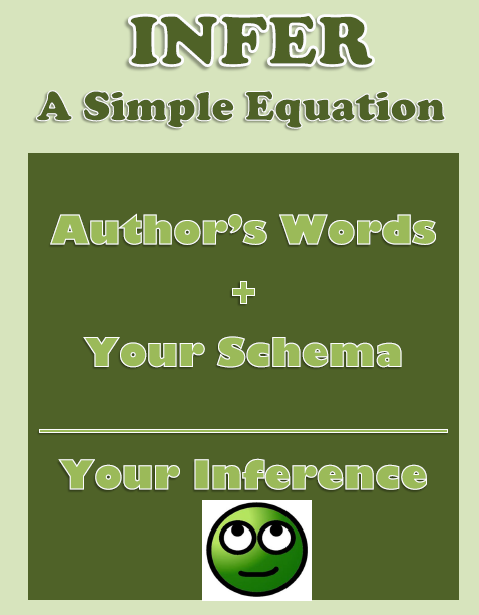 INFER
A Simple Equation
Author's Words
+
Your Schema
Your Inference